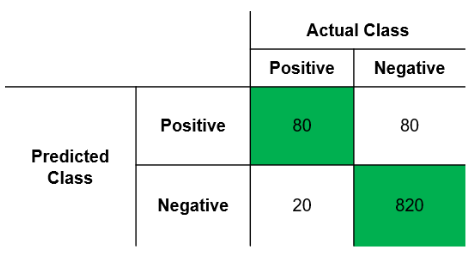 Actual Class
Positive Negative
Predicted Class
Positive 80 80
Negative 20 820